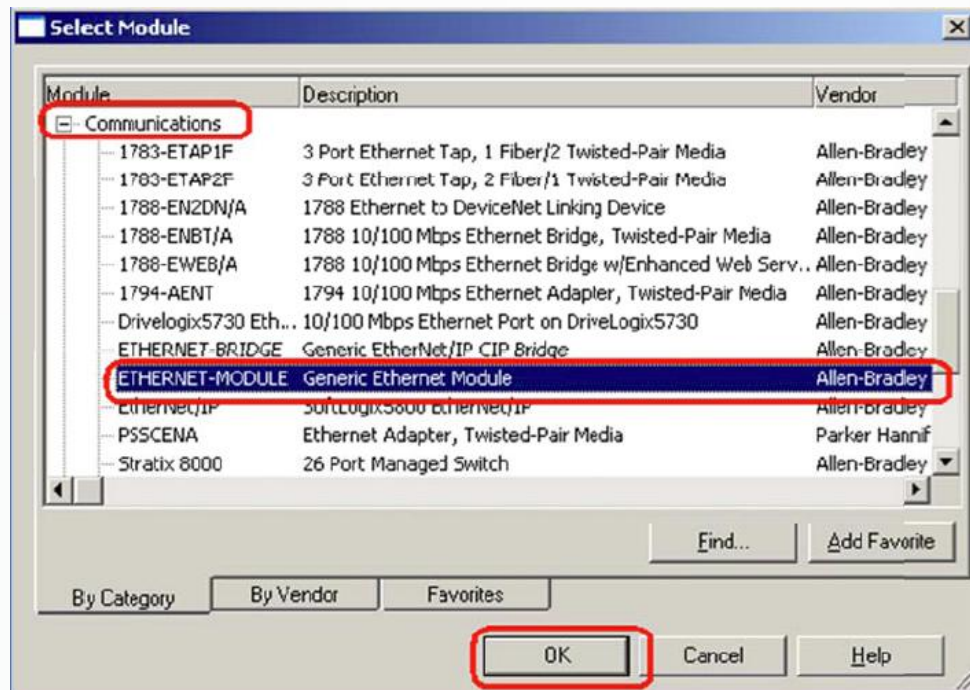 Select Module
Module Description Vendor
Communications
1783-ETAP1F 3 Port Ethernet Tap, 1 Fiber/2 Twisted-Pair Media Allen-Bradley
1783-ETAP2F 3 Port Ethernet Tap, 2 Fiber/1 Twisted-Pair Media Allen-Bradley
1788-EN2DN/A 1788 Ethernet to DeviceNet Linking Device Allen-Bradley
1788-ENBT/A 1788 10/100 Mbps Ethernet Bridge, Twisted-Pair Media Allen-Bradley
1788-EWEB/A 1788 10/100 Mbps Ethernet Bridge w/Enhanced Web Serv... Allen-Bradley
1794-AENT 1794 10/100 Mbps Ethernet Adapter, Twisted-Pair Media Allen-Bradley
Drivelogix5730 Eth... 10/100 Mbps Ethernet Port on DriveLogix5730 Allen-Bradley
ETHERNET-BRIDGE Generic EtherNet/IP CIP Bridge Allen-Bradley
ETHERNET-MODULE Generic Ethernet Module Allen-Bradley
EtherNet/IP SoftLogix5800 EtherNet/IP Allen-Bradley
PSSCENA Ethernet Adapter, Twisted-Pair Media Parker Hannif
Stratix 8000 26 Port Managed Switch Allen-Bradley
Find... Add Favorite
By Category By Vendor Favorites
OK Cancel Help